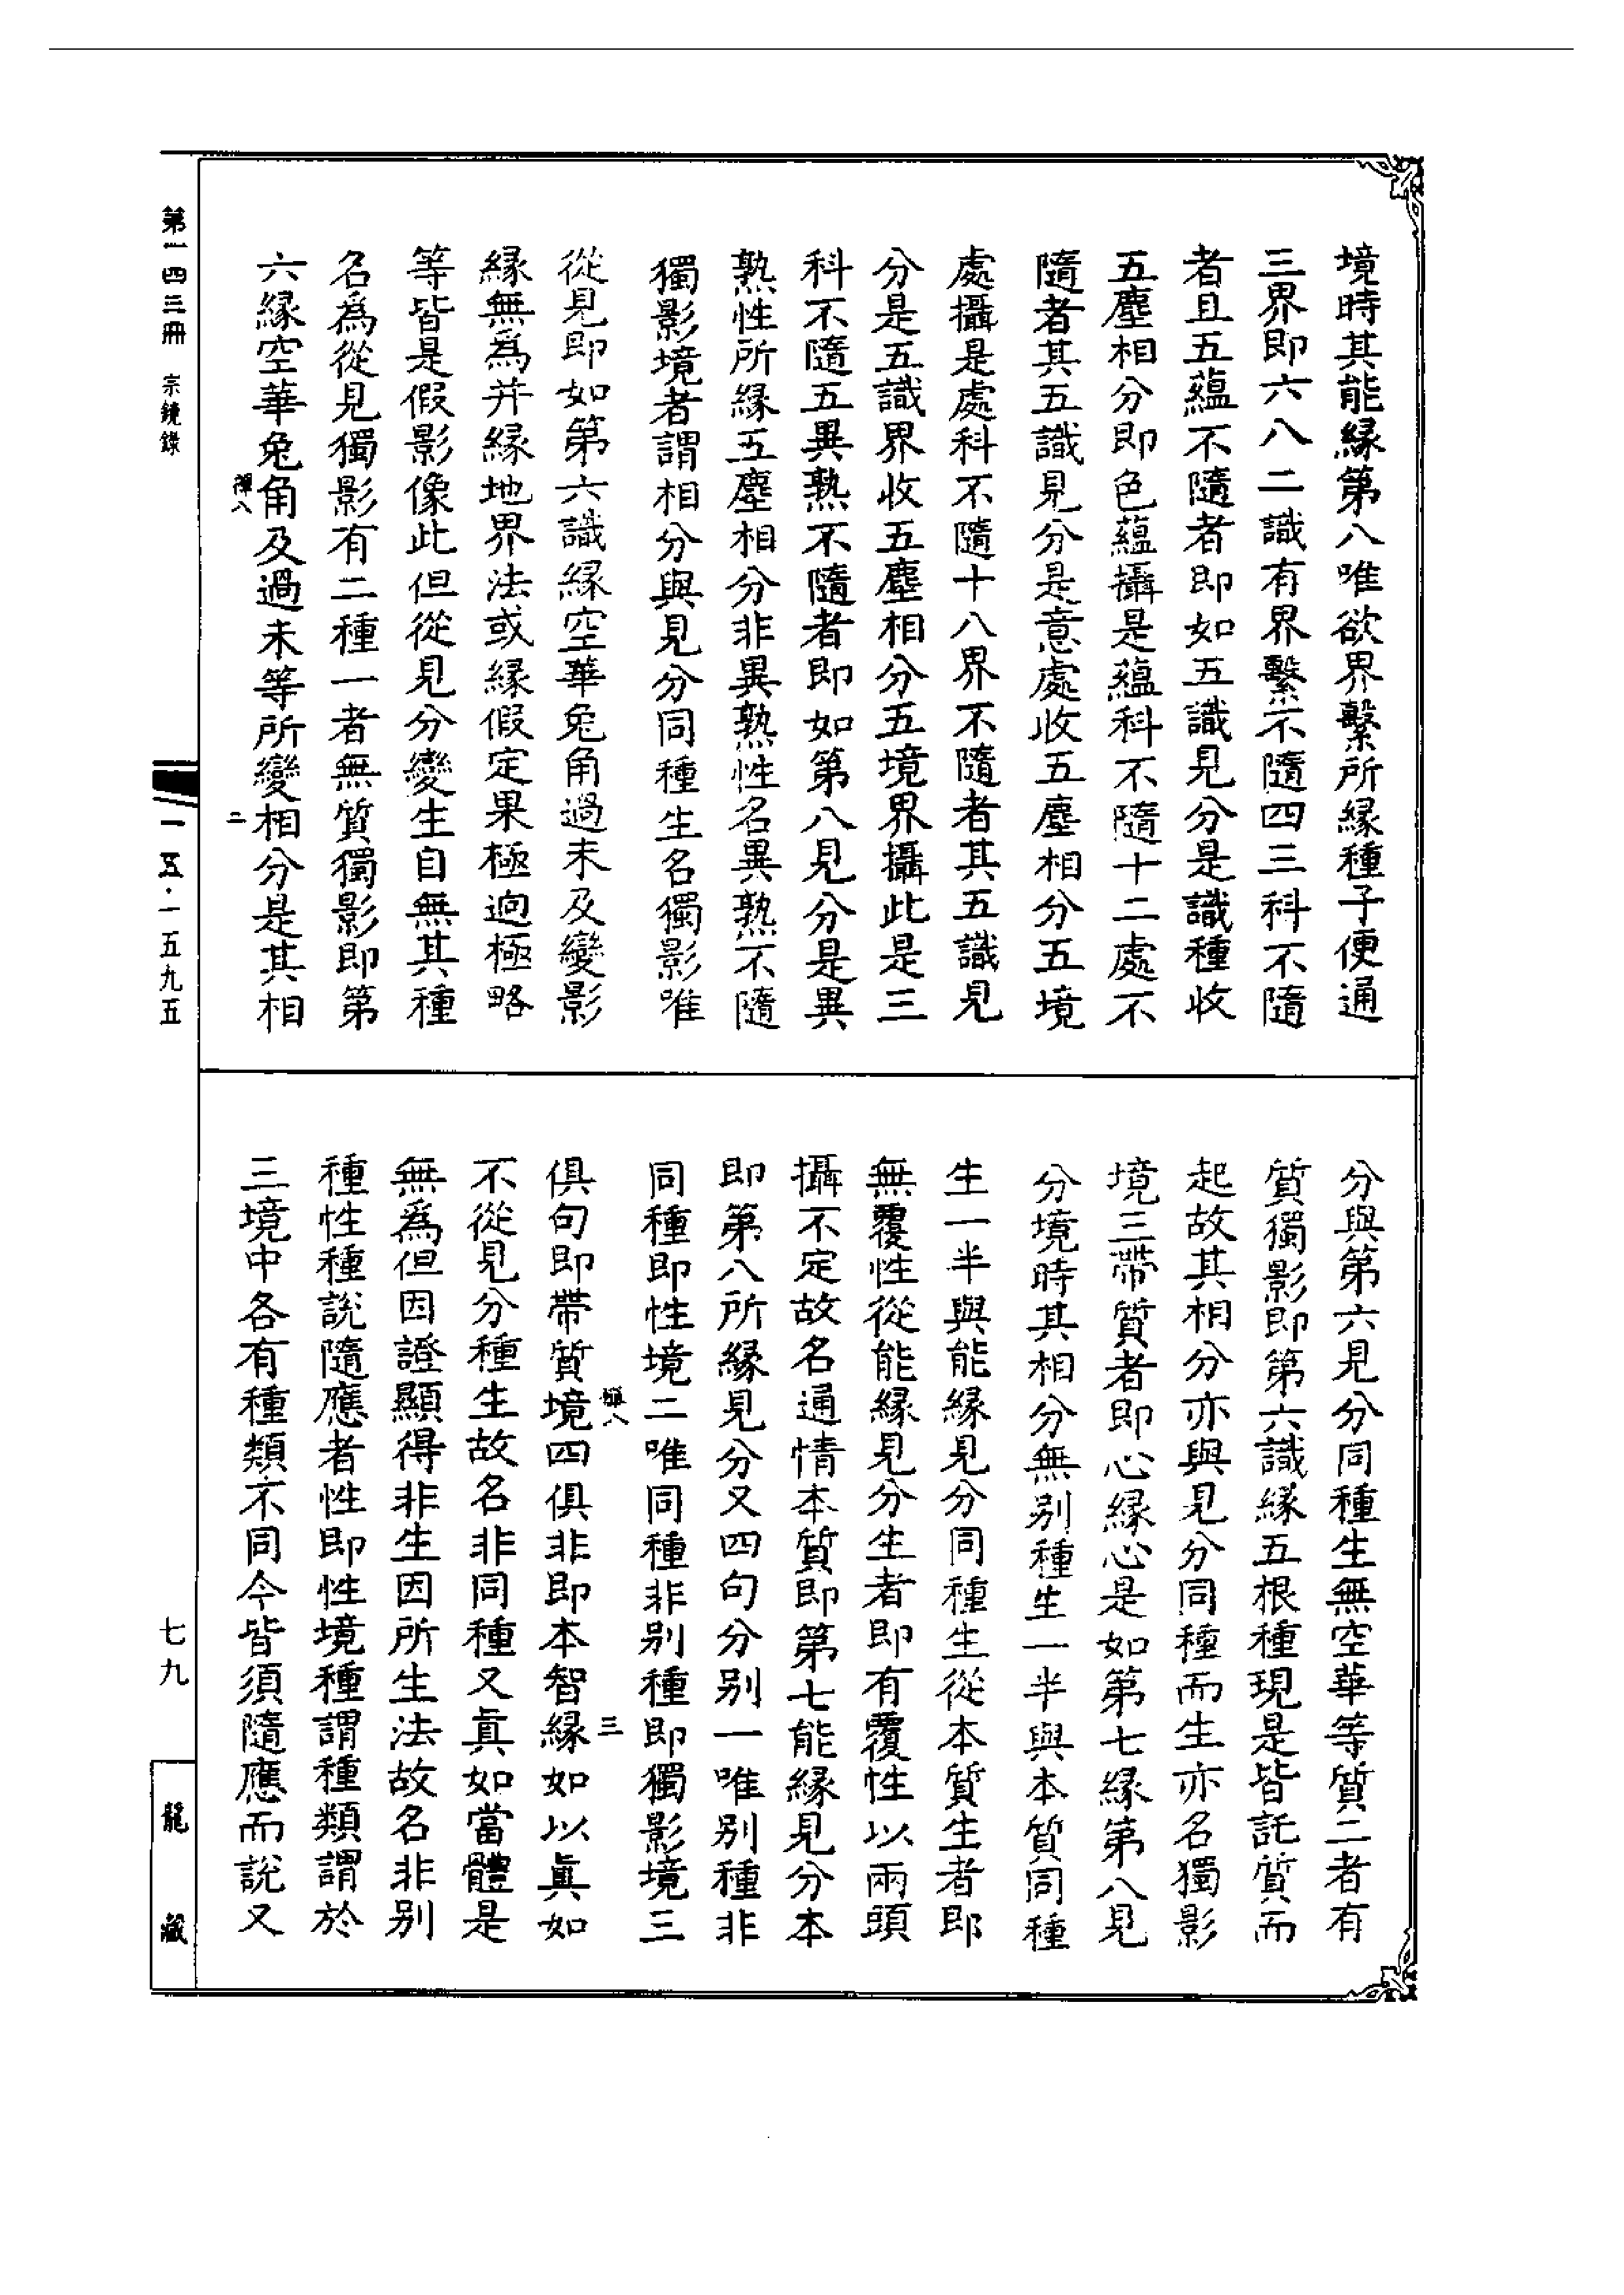 境時其能緣第八唯欲界繫所緣種子便通
三界即六八二識有界繫不隨四三科不隨
者且五蘊不隨者即如五識見分是識種收
五塵相分即色蘊攝是蘊科不隨十二處不
隨者其五識見分是意處收五塵相分五境
處攝是處科不隨十八界不隨者其五識見
分是五識界收五塵相分五境界攝此是三
科不隨五異熟不隨者即如第八見分是異
熟性所緣五塵相分非異熟性名異熟不隨
獨影境者謂相分與見分同種生名獨影唯
從見即如第六識緣空華兔角過未及變影
緣無為并緣地界法或緣假定果極迥極略
等皆是假影像此但從見分變生自無其種
名為從見獨影有二種一者無質獨影即第
六緣空華兔角及過未等所變相分是其相
禪八
二
分與第六見分同種生無空華等質二者有
質獨影即第六識緣五根種現是皆託質而
起故其相分亦與見分同種而生亦名獨影
境三帶質者即心緣心是如第七緣第八見
分境時其相分無別種生一半與本質同種
生一半與能緣見分同種生從本質生者即
無覆性從能緣見分生者即有覆性以兩頭
攝不定故名通情本質即第七能緣見分本
即第八所緣見分又四句分別一唯別種非
同種即性境二唯同種非別種即獨影境三
禪八
三
俱句即帶質境四俱非即本智緣如以真如
不從見分種生故名非同種又真如當體是
無為但因證顯得非生因所生法故名非別
種性種說隨應者性即性境種謂種類謂於
三境中各有種類不同今皆須隨應而說又
第一四三冊 宗鏡錄
一五·一五九五
七九
龍藏